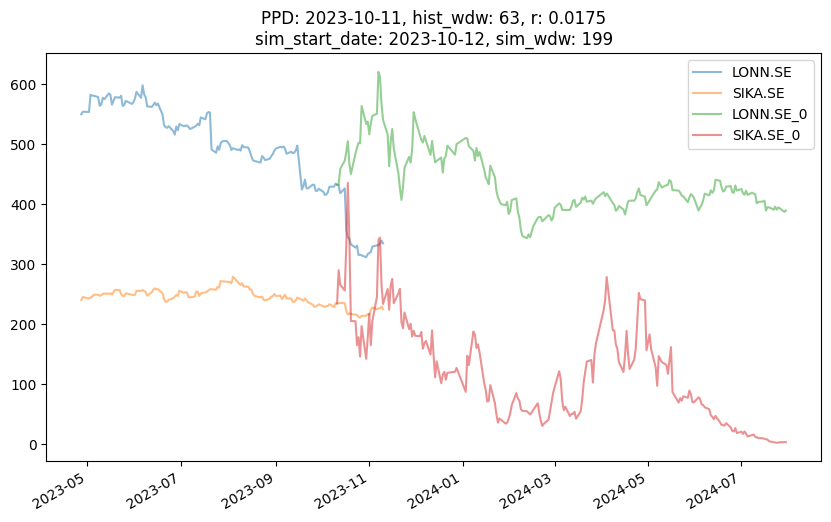 PPD: 2023-10-11, hist_wdw: 63, r: 0.0175
sim_start_date: 2023-10-12, sim_wdw: 199
LONN.SE
SIKA.SE
LONN.SE_0
SIKA.SE_0
600
500
400
300
200
100
0
2023-05
2023-07
2023-09
2023-11
2024-01
2024-03
2024-05
2024-07